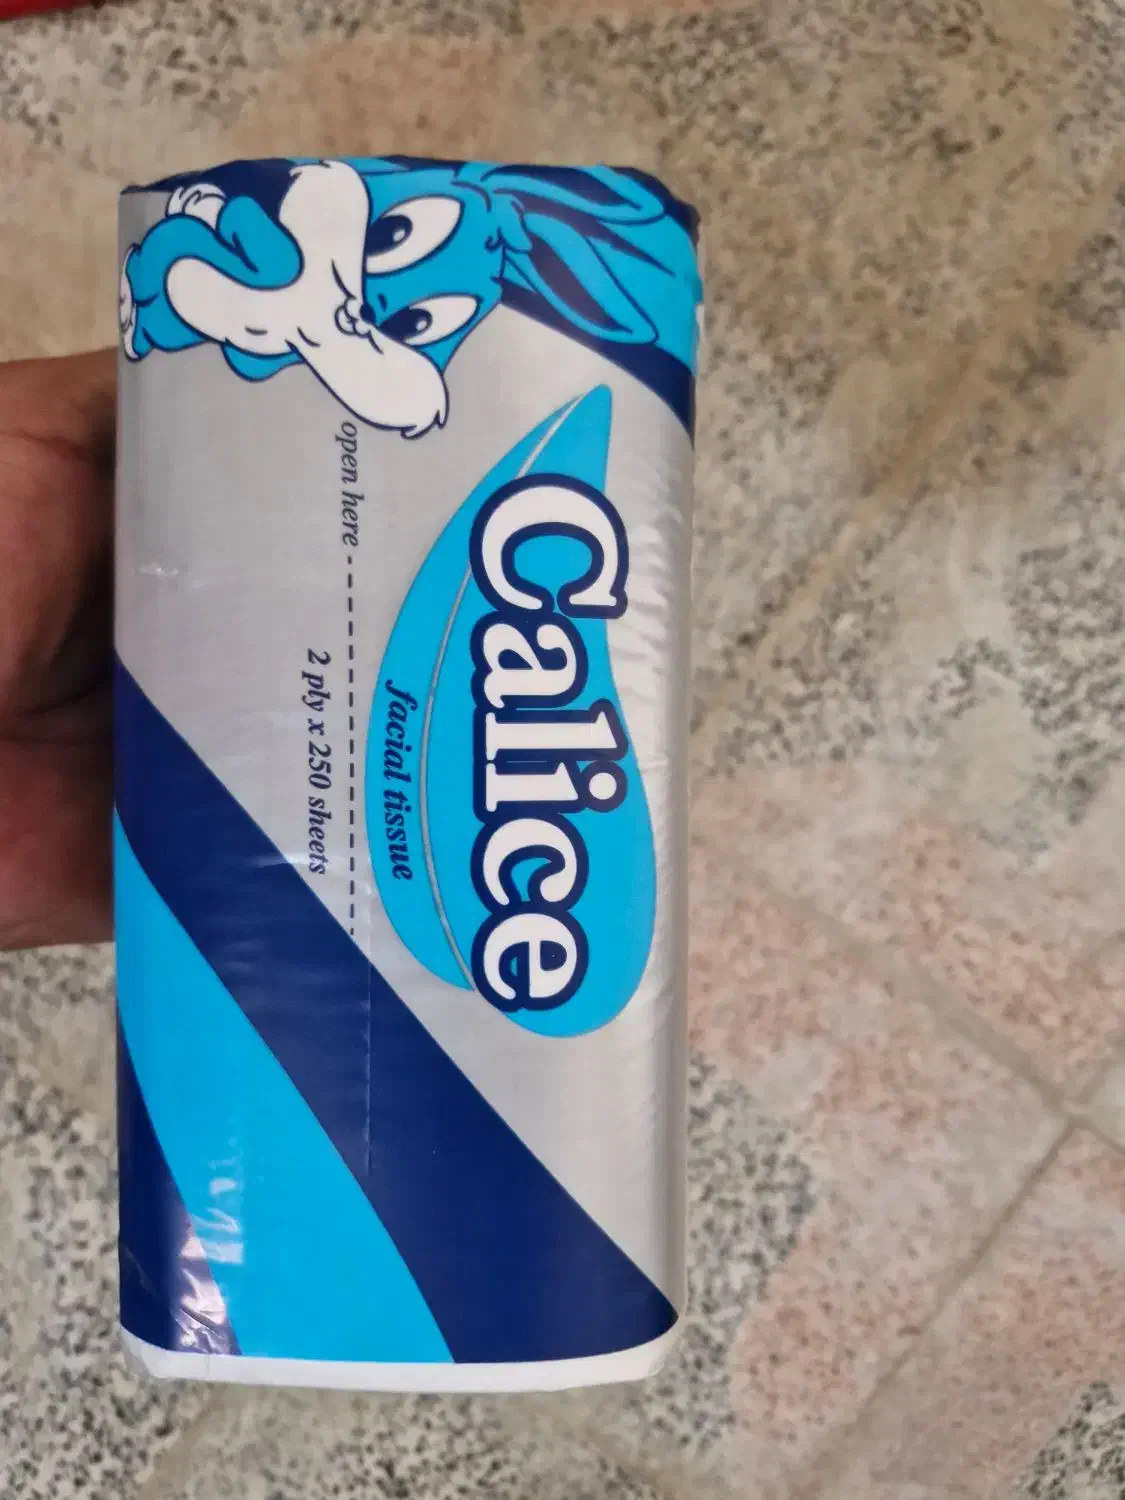 Calice
facial tissue
open here
2 ply x 250 sheets